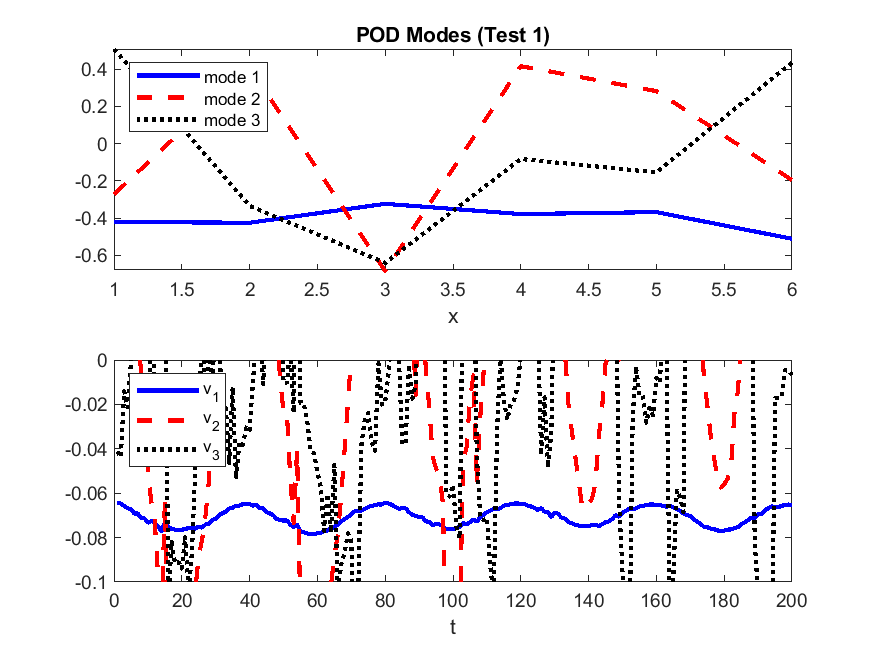 POD Modes (Test 1)
0.4
0.2
0
-0.2
-0.4
-0.6
mode 1
mode 2
mode 3
1 1.5 2 2.5 3 3.5 4 4.5 5 5.5 6
x
0
-0.02
-0.04
-0.06
-0.08
-0.1
v1
v2
v3
0 20 40 60 80 100 120 140 160 180 200
t